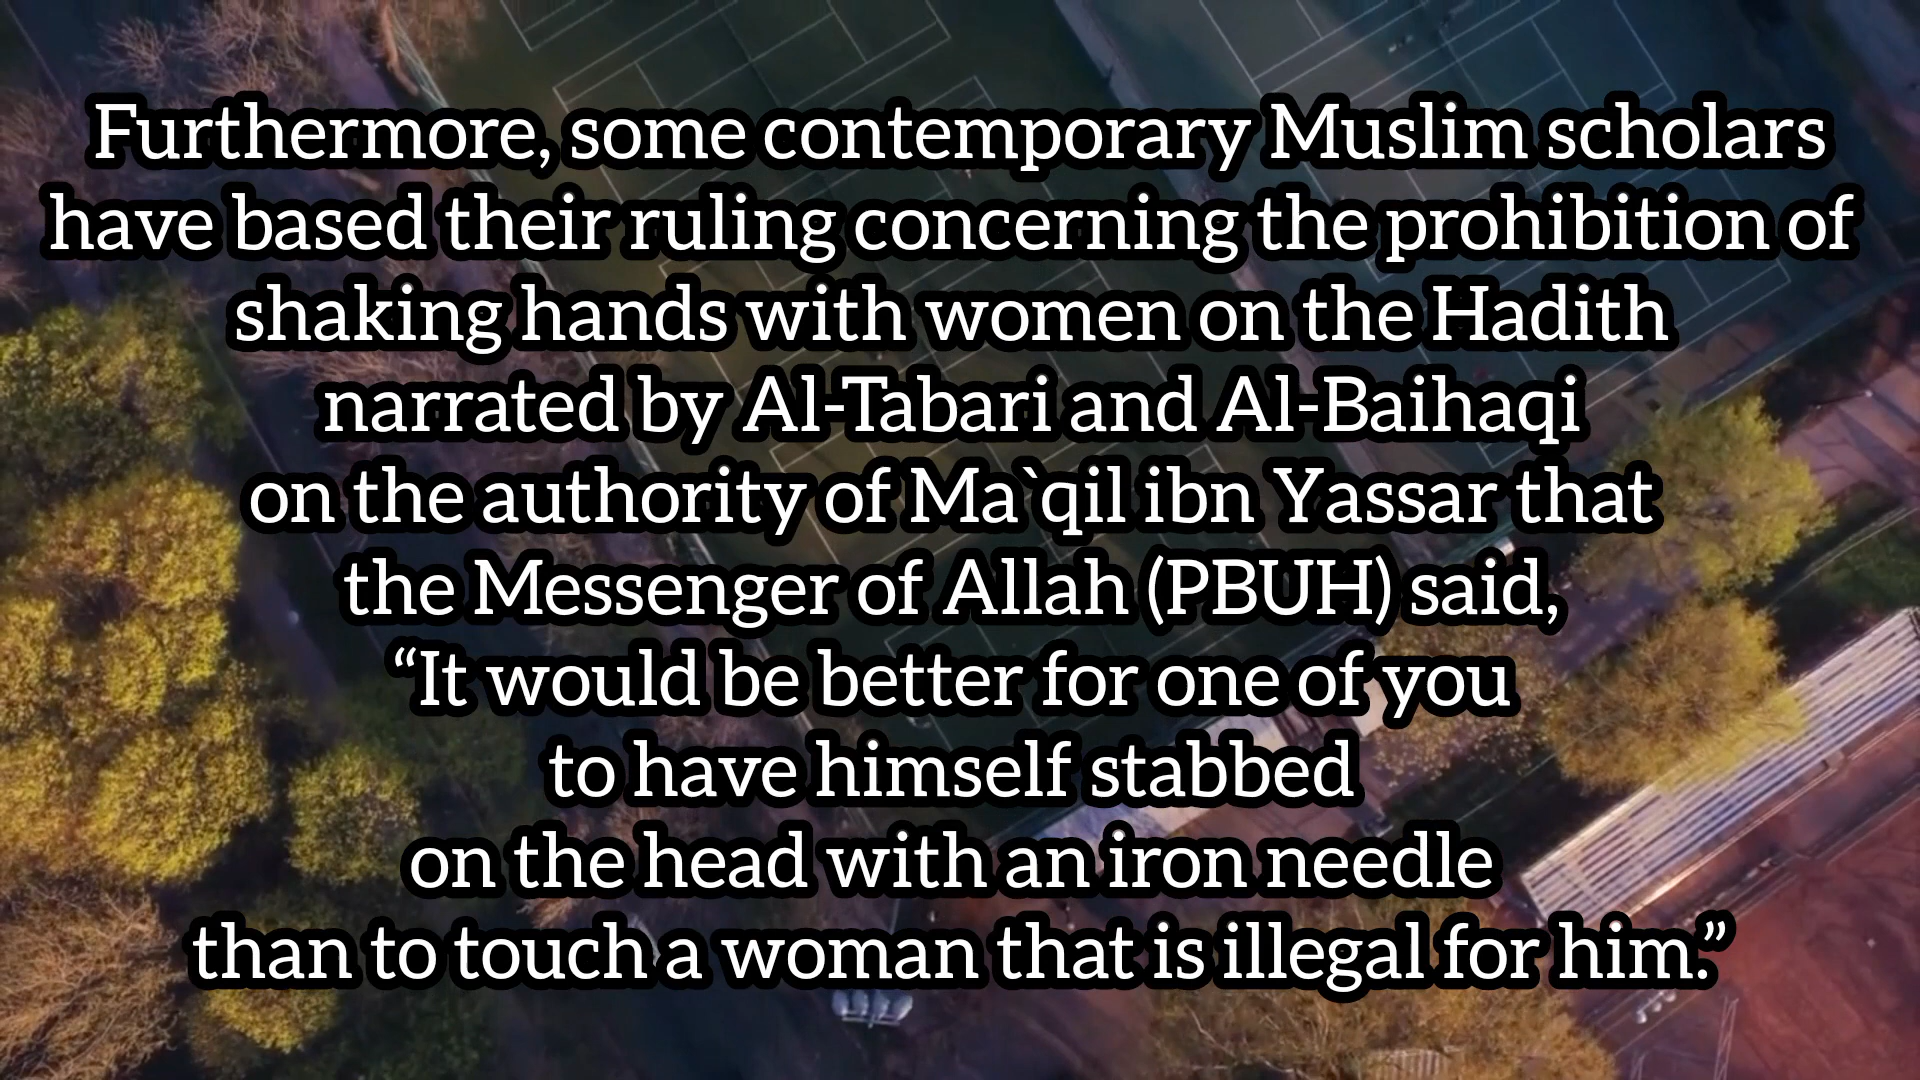 Furthermore, some contemporary Muslim scholars
have based their ruling concerning the prohibition of
shaking hands with women on the Hadith
narrated by Al-Tabari and Al-Baihaqi
on the authority of Ma`qil ibn Yassar that
the Messenger of Allah (PBUH) said,
“It would be better for one of you
to have himself stabbed
on the head with an iron needle
than to touch a woman that is illegal for him.”